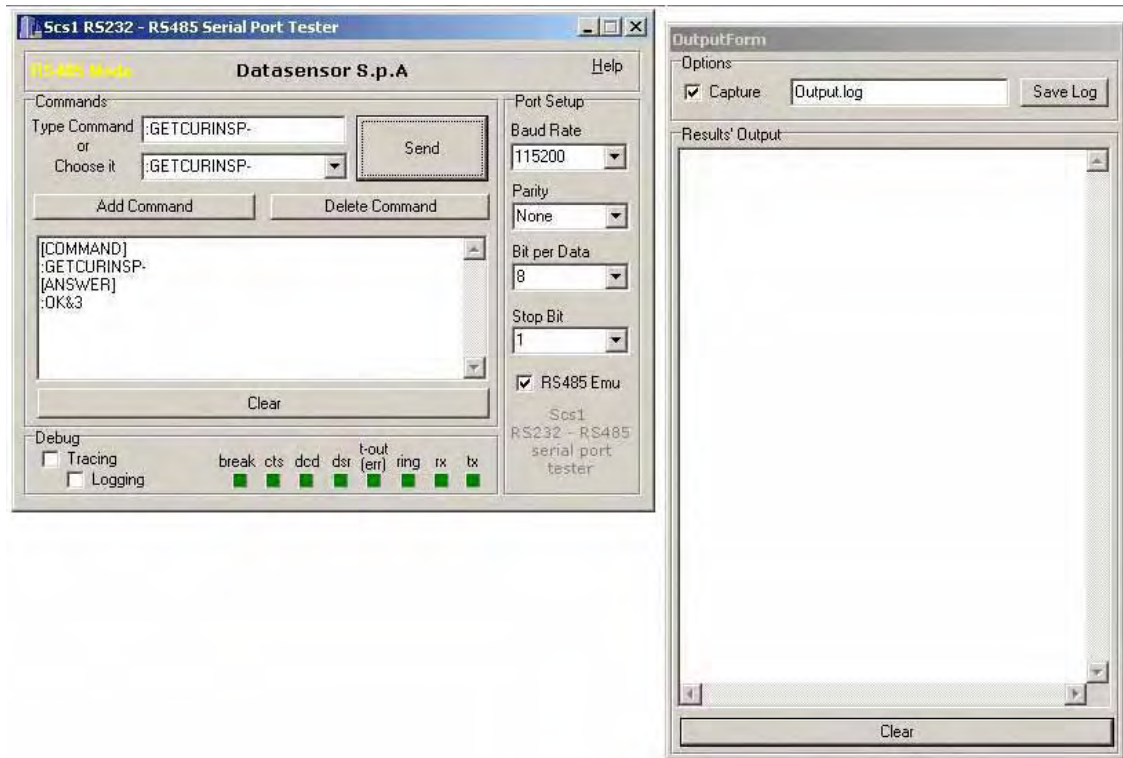 Scs1 RS232 - RS485 Serial Port Tester
RS485 Mode
Datasensor S.p.A
Help
Commands
Type Command
or
Choose it
:GETCURINSP-
:GETCURINSP-
Send
Add Command
Delete Command
[COMMAND]
:GETCURINSP-
[ANSWER]
:OK&3
Clear
Debug
Tracing
Logging
break cts dcd dsr t-out (err) ring rx tx
Port Setup
Baud Rate
115200
Parity
None
Bit per Data
8
Stop Bit
1
RS485 Emu
Scs1
RS232 - RS485
serial port
tester
OutputForm
Options
Capture
Output.log
Save Log
Results' Output
Clear